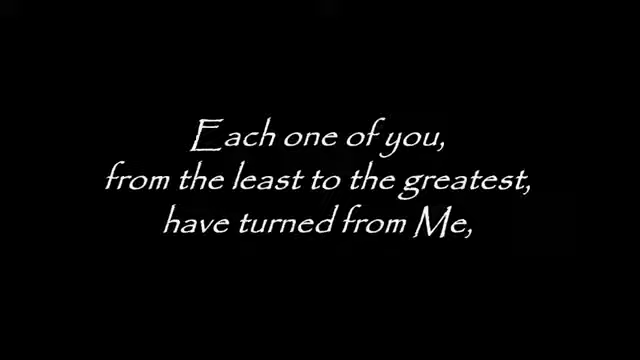 Each one of you,
from the least to the greatest,
have turned from Me,